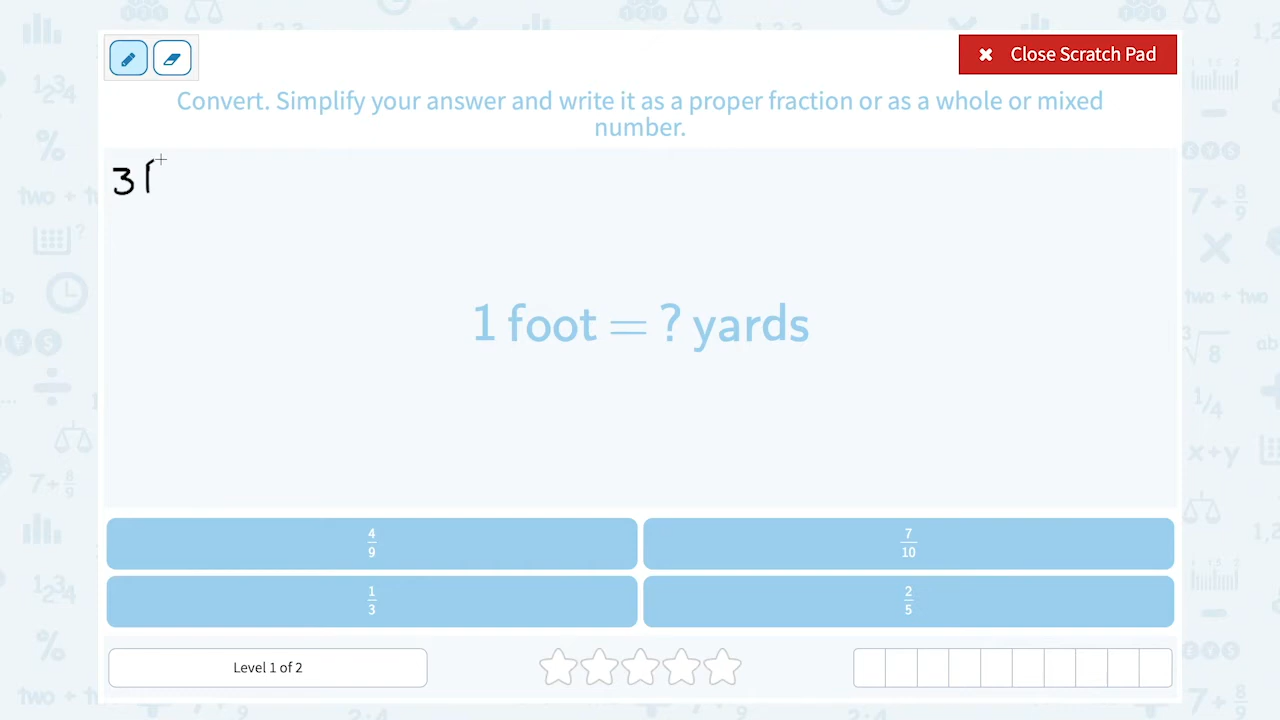 Close Scratch Pad
Convert. Simplify your answer and write it as a proper fraction or as a whole or mixed
number.
3 f
1 foot = ? yards
4/9
7/10
1/3
2/5
Level 1 of 2